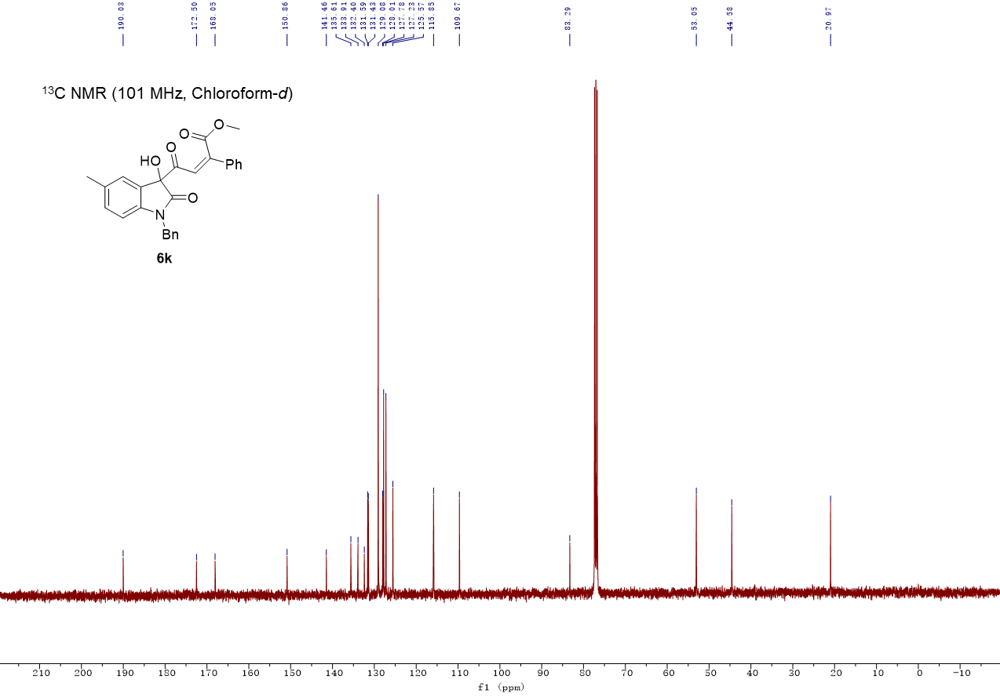 190.03
172.50
168.05
150.86
141.46
135.61
133.91
132.40
131.59
131.43
129.08
128.01
127.78
127.23
125.57
115.85
109.67
83.29
53.05
44.58
20.97
¹³C NMR (101 MHz, Chloroform-d)
O
O
O
HO
Ph
O
N
Bn
6k
210 200 190 180 170 160 150 140 130 120 110 100 90 80 70 60 50 40 30 20 10 0 -10
f1 (ppm)